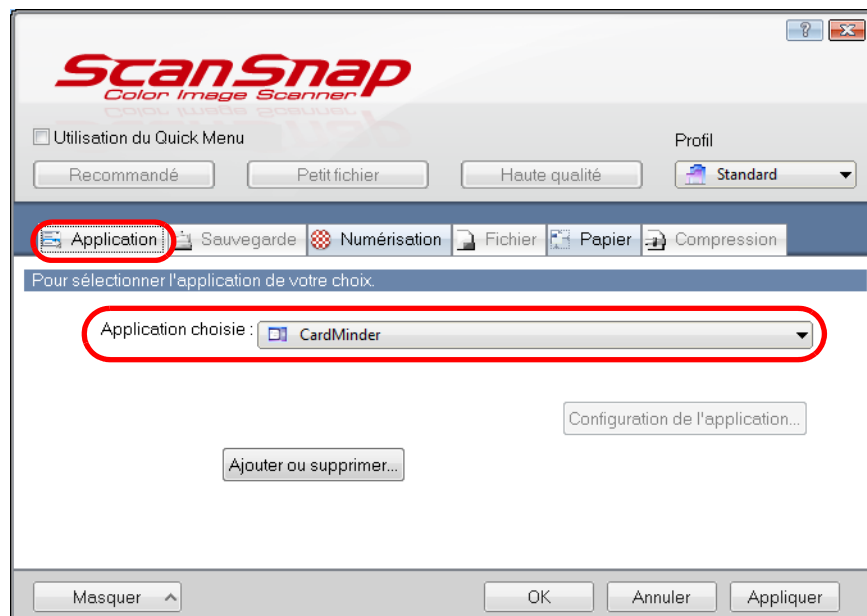 ScanSnap
Color Image Scanner
Utilisation du Quick Menu
Profil
Recommandé Petit fichier Haute qualité Standard
Application Sauvegarde Numérisation Fichier Papier Compression
Pour sélectionner l'application de votre choix.
Application choisie : CardMinder
Configuration de l'application...
Ajouter ou supprimer...
Masquer OK Annuler Appliquer